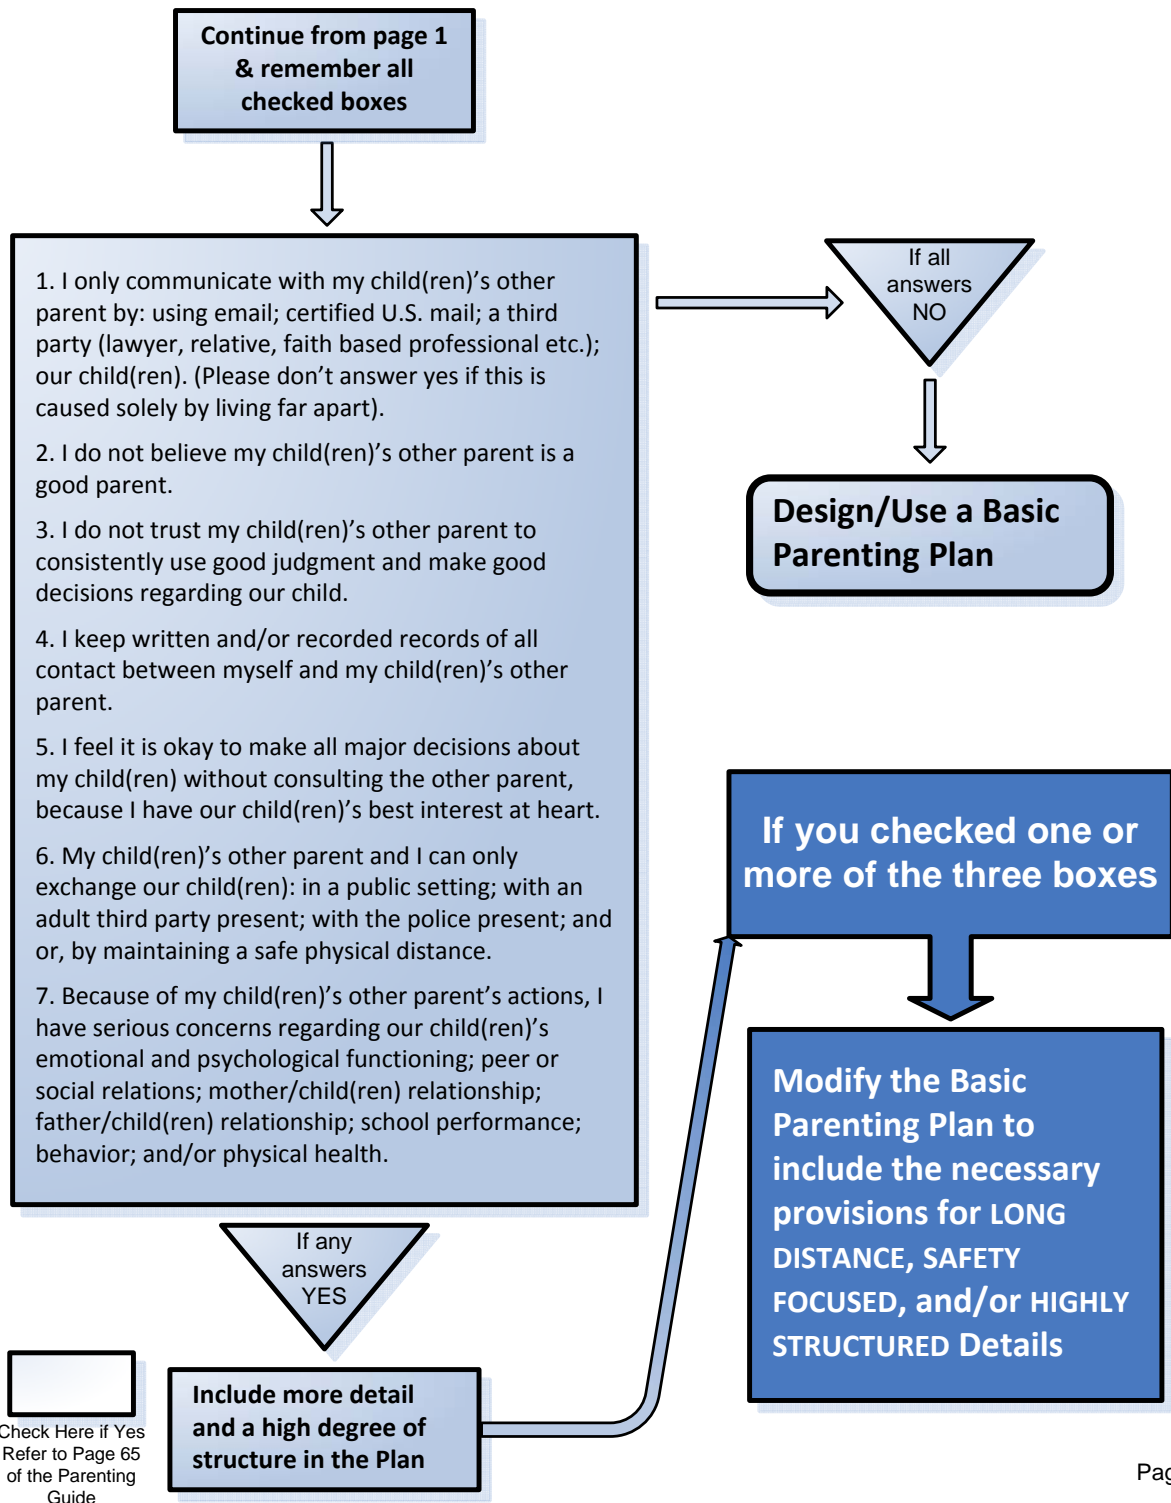 Continue from page 1
& remember all
checked boxes
1. I only communicate with my child(ren)’s other
parent by: using email; certified U.S. mail; a third
party (lawyer, relative, faith based professional etc.);
our child(ren). (Please don’t answer yes if this is
caused solely by living far apart).
2. I do not believe my child(ren)’s other parent is a
good parent.
3. I do not trust my child(ren)’s other parent to
consistently use good judgment and make good
decisions regarding our child.
4. I keep written and/or recorded records of all
contact between myself and my child(ren)’s other
parent.
5. I feel it is okay to make all major decisions about
my child(ren) without consulting the other parent,
because I have our child(ren)’s best interest at heart.
6. My child(ren)’s other parent and I can only
exchange our child(ren): in a public setting; with an
adult third party present; with the police present; and
or, by maintaining a safe physical distance.
7. Because of my child(ren)’s other parent’s actions, I
have serious concerns regarding our child(ren)’s
emotional and psychological functioning; peer or
social relations; mother/child(ren) relationship;
father/child(ren) relationship; school performance;
behavior; and/or physical health.
If all
answers
NO
Design/Use a Basic
Parenting Plan
If any
answers
YES
Check Here if Yes
Refer to Page 65
of the Parenting
Guide
Include more detail
and a high degree of
structure in the Plan
If you checked one or
more of the three boxes
Modify the Basic
Parenting Plan to
include the necessary
provisions for LONG
DISTANCE, SAFETY
FOCUSED, and/or HIGHLY
STRUCTURED Details
Pag